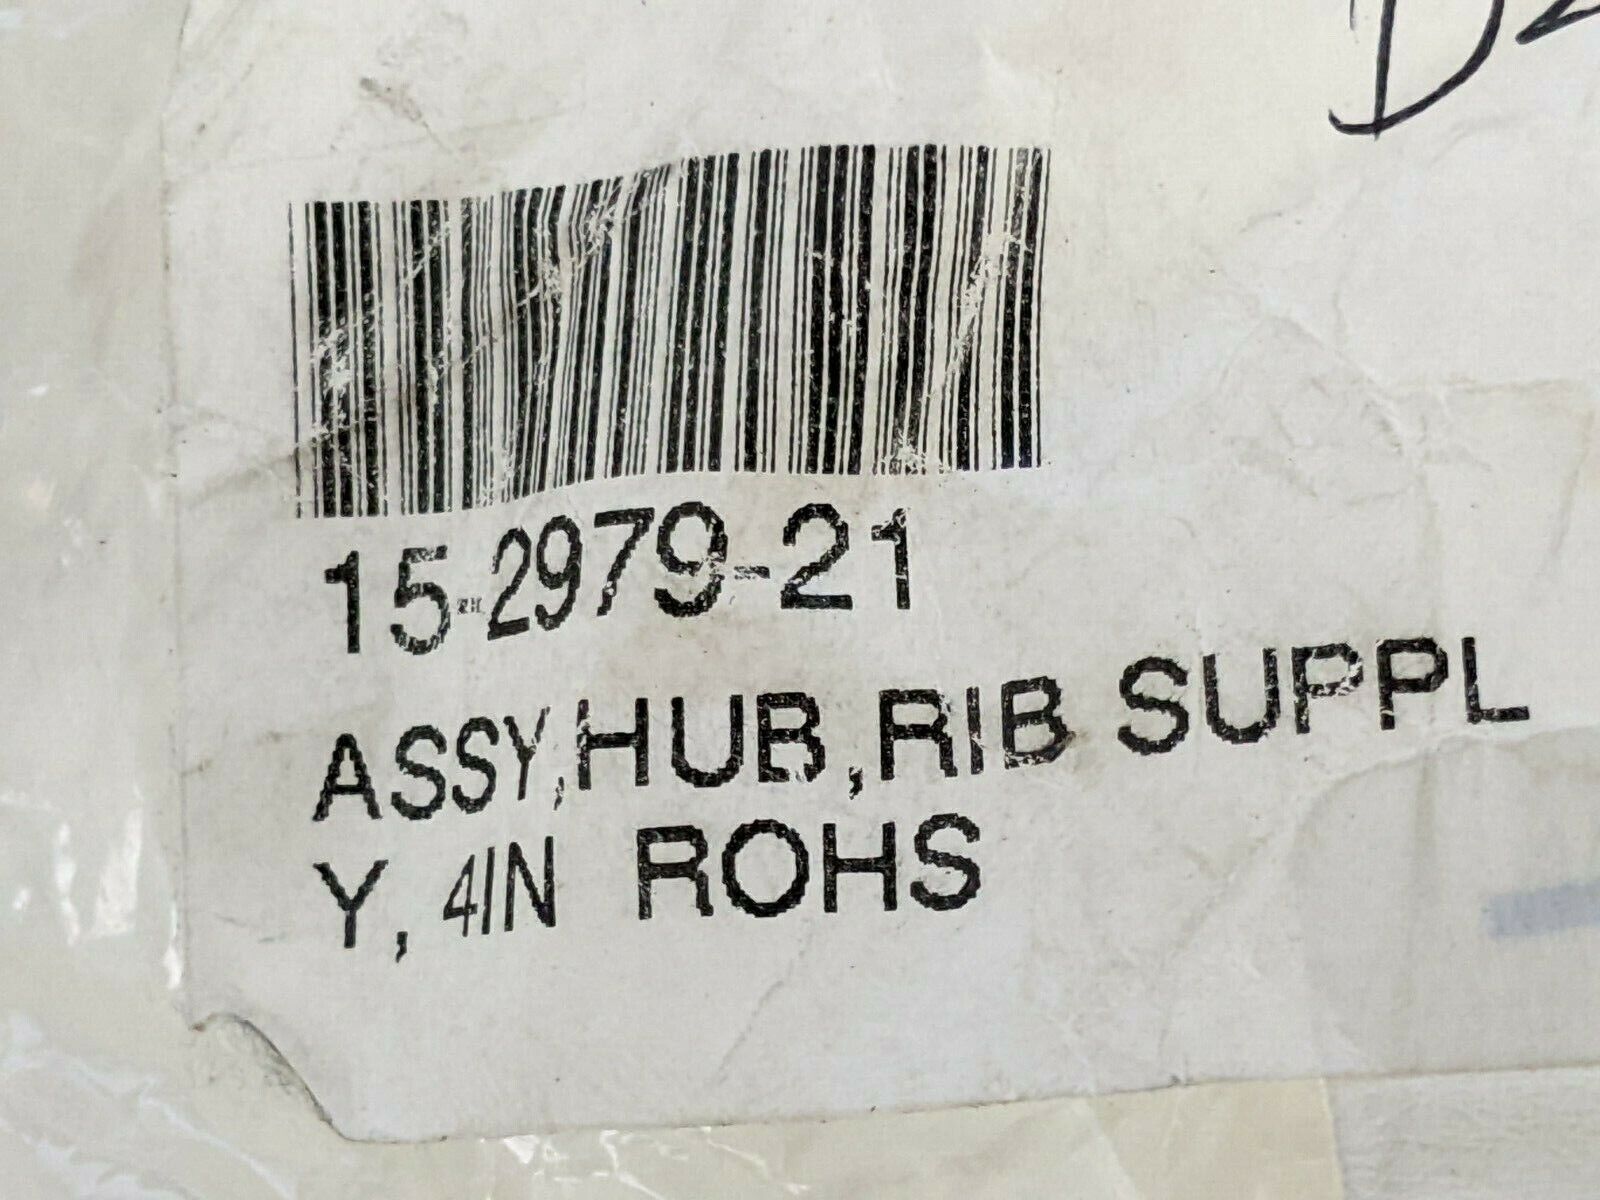 15-2979-21
ASSY,HUB,RIB SUPPL
Y, 4IN ROHS